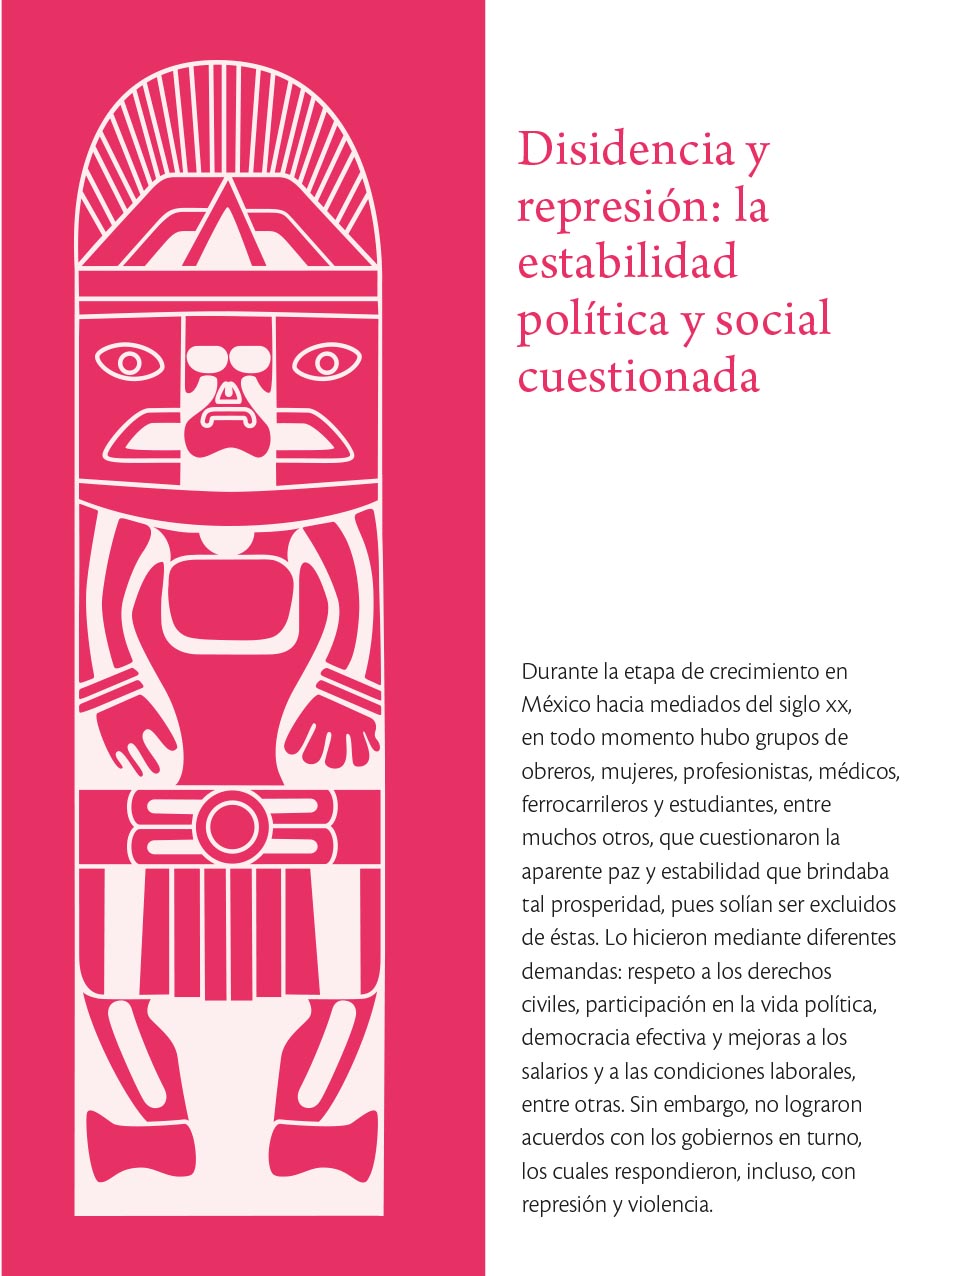 Disidencia y
represión: la
estabilidad
política y social
cuestionada
Durante la etapa de crecimiento en
México hacia mediados del siglo xx,
en todo momento hubo grupos de
obreros, mujeres, profesionistas, médicos,
ferrocarrileros y estudiantes, entre
muchos otros, que cuestionaron la
aparente paz y estabilidad que brindaba
tal prosperidad, pues solían ser excluidos
de éstas. Lo hicieron mediante diferentes
demandas: respeto a los derechos
civiles, participación en la vida política,
democracia efectiva y mejoras a los
salarios y a las condiciones laborales,
entre otras. Sin embargo, no lograron
acuerdos con los gobiernos en turno,
los cuales respondieron, incluso, con
represión y violencia.